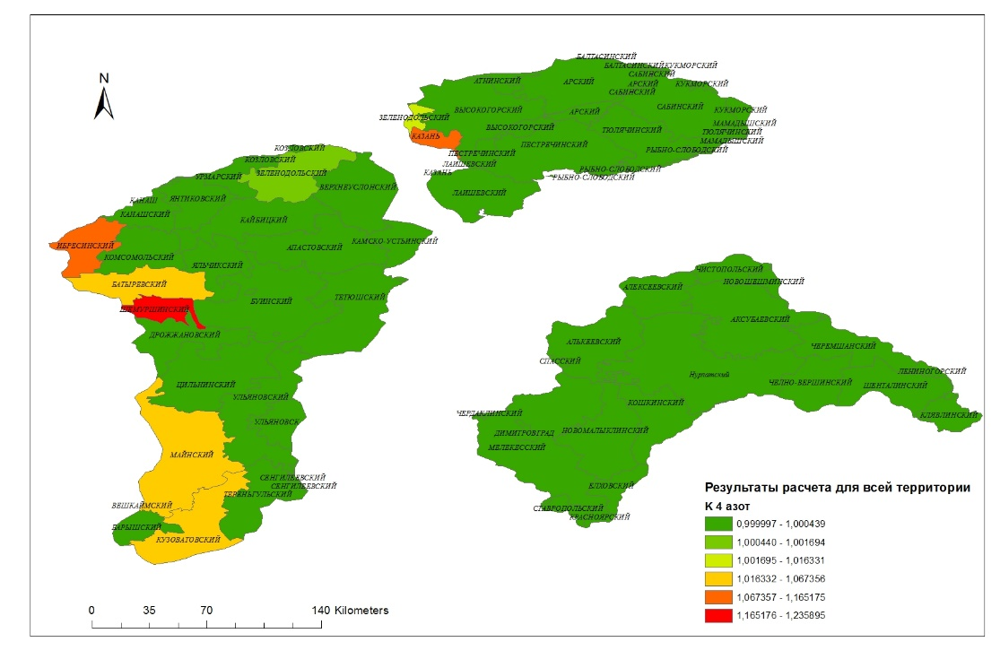 N
БАЛТАСИНСКИЙ
БАЛТАСИНСКИЙ КУКМОРСКИЙ
САБИНСКИЙ
АТНИНСКИЙ
АРСКИЙ
АРСКИЙ
КУКМОРСКИЙ
САБИНСКИЙ
ВЫСОКОГОРСКИЙ
АРСКИЙ
САБИНСКИЙ
КУКМОРСКИЙ
ЗЕЛЕНОДОЛЬСКИЙ
МАМАДЫШСКИЙ
ВЫСОКОГОРСКИЙ
ТЮЛЯЧИНСКИЙ
ТЮЛЯЧИНСКИЙ
КАЗАНЬ
МАМАДЫШСКИЙ
ПЕСТРЕЧИНСКИЙ
РЫБНО-СЛОБОДСКИЙ
ПЕСТРЕЧИНСКИЙ
ЛАИШЕВСКИЙ
РЫБНО-СЛОБОДСКИЙ
КАЗАНЬ
РЫБНО-СЛОВОДСКИЙ
ЛАИШЕВСКИЙ
КОЗЛОВСКИЙ
КОЗЛОВСКИЙ
УРМАРСКИЙ
ЗЕЛЕНОДОЛЬСКИЙ
ВЕРХНЕУСЛОНСКИЙ
КАНАШ
ЯНТИКОВСКИЙ
КАНАШСКИЙ
КАЙБИЦКИЙ
ИБРЕСИНСКИЙ
АПАСТОВСКИЙ
КАМСКО-УСТЬИНСКИЙ
КОМСОМОЛЬСКИЙ
ЯЛЬЧИКСКИЙ
БАТЫРЕВСКИЙ
БУИНСКИЙ
ТЕТЮШСКИЙ
ШЕМУРШИНСКИЙ
ДРОЖЖАНОВСКИЙ
ЦИЛЬНИНСКИЙ
УЛЬЯНОВСКИЙ
УЛЬЯНОВСК
МАЙНСКИЙ
СЕНГИЛЕЕВСКИЙ
СЕНГИЛЕЕВСКИЙ
ТЕРЕНЬГУЛЬСКИЙ
ВЕШКАЙМСКИЙ
БАРЫШСКИЙ
КУЗОВАТОВСКИЙ
ЧИСТОПОЛЬСКИЙ
НОВОШЕШМИНСКИЙ
АЛЕКСЕЕВСКИЙ
АКСУБАЕВСКИЙ
АЛЬКЕЕВСКИЙ
ЧЕРЕМШАНСКИЙ
СПАССКИЙ
Нурлатский
ЛЕНИНОГОРСКИЙ
ЧЕЛНО-ВЕРШИНСКИЙ
ШЕНТАЛИНСКИЙ
КОШКИНСКИЙ
ЧЕРДАКЛИНСКИЙ
КЛЯВЛИНСКИЙ
ДИМИТРОВГРАД
НОВОМАЛЫКЛИНСКИЙ
МЕЛЕКЕССКИЙ
ЕЛХОВСКИЙ
СТАВРОПОЛЬСКИЙ
КРАСНОЯРСКИЙ
Результаты расчета для всей территории
К 4 азот
0,999997 - 1,000439
1,000440 - 1,001694
1,001695 - 1,016331
1,016332 - 1,067356
1,067357 - 1,165175
1,165176 - 1,235895
0 35 70 140 Kilometers